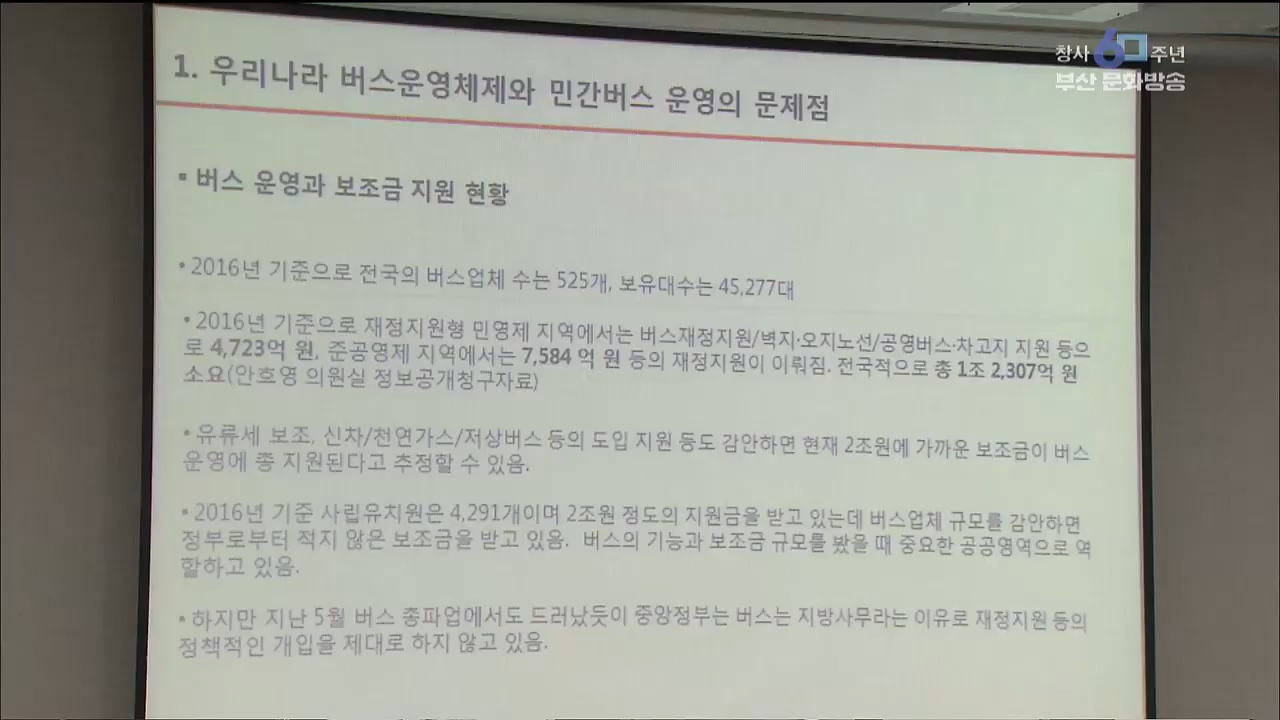 창사 60 주년
부산 문화방송
1. 우리나라 버스운영체제와 민간버스 운영의 문제점
▪ 버스 운영과 보조금 지원 현황
• 2016년 기준으로 전국의 버스업체 수는 525개, 보유대수는 45,277대
• 2016년 기준으로 재정지원형 민영제 지역에서는 버스재정지원/벽지·오지노선/공영버스·차고지 지원 등으
로 4,723억 원, 준공영제 지역에서는 7,584 억 원 등의 재정지원이 이뤄짐. 전국적으로 총 1조 2,307억 원
소요(안호영 의원실 정보공개청구자료)
• 유류세 보조, 신차/천연가스/저상버스 등의 도입 지원 등도 감안하면 현재 2조원에 가까운 보조금이 버스
운영에 총 지원된다고 추정할 수 있음.
• 2016년 기준 사립유치원은 4,291개이며 2조원 정도의 지원금을 받고 있는데 버스업체 규모를 감안하면
정부로부터 적지 않은 보조금을 받고 있음. 버스의 기능과 보조금 규모를 봤을 때 중요한 공공영역으로 역
할하고 있음.
• 하지만 지난 5월 버스 총파업에서도 드러났듯이 중앙정부는 버스는 지방사무라는 이유로 재정지원 등의
정책적인 개입을 제대로 하지 않고 있음.